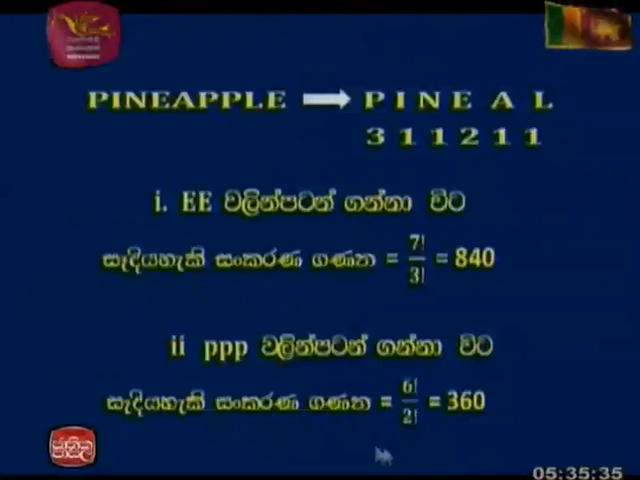 PINEAPPLE → P I N E A L
3 1 1 2 1 1
i. EE වලින්පටන් ගන්නා විට
සෑදියහැකි සංකරණ ගණන = 7!/3! = 840
ii ppp වලින්පටන් ගන්නා විට
සෑදියහැකි සංකරණ ගණන = 6!/2! = 360
05:35:35